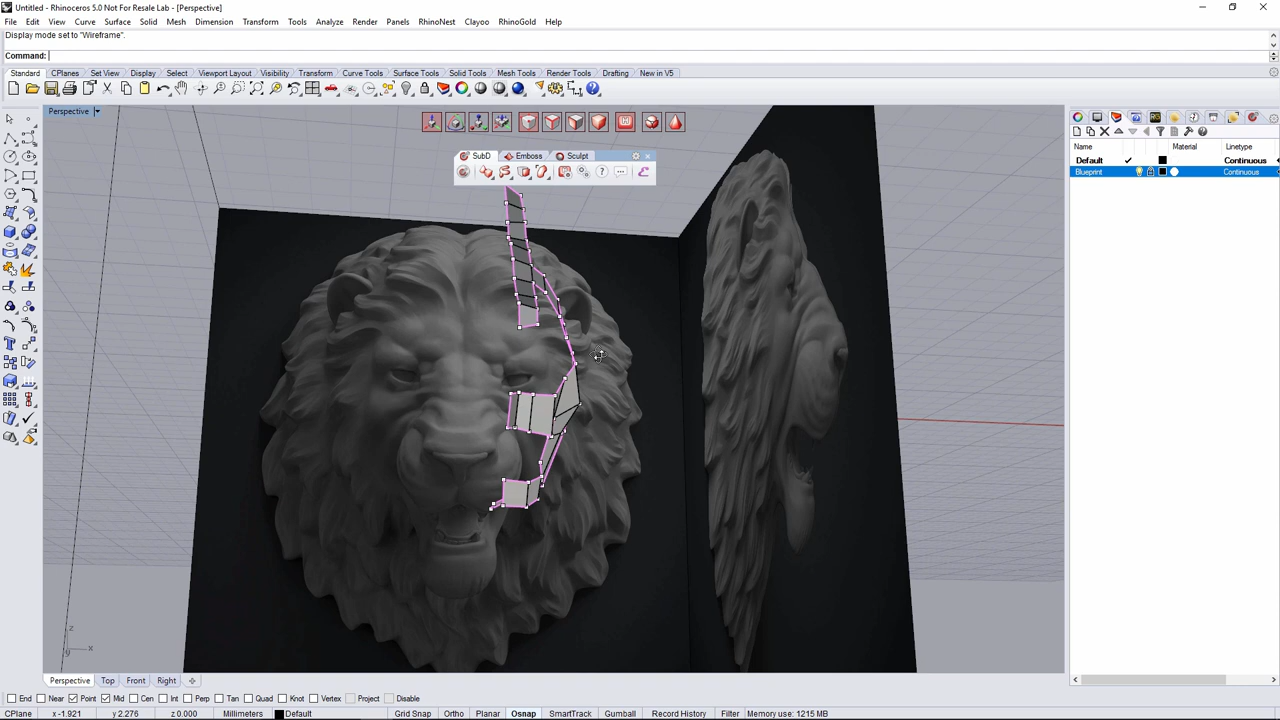 Untitled - Rhinoceros 5.0 Not For Resale Lab - [Perspective]
File Edit View Curve Surface Solid Mesh Dimension Transform Tools Analyze Render Panels RhinoNest Clayoo RhinoGold Help
Display mode set to "Wireframe".
Command:
Standard CPlanes Set View Display Select Viewport Layout Visibility Transform Curve Tools Surface Tools Solid Tools Mesh Tools Render Tools Drafting New in V5
Perspective
SubD Emboss Sculpt
Name Material Linetype
Default Continuous
Blueprint Continuous
z
y x
Perspective Top Front Right
End Near Point Mid Cen Int Perp Tan Quad Knot Vertex Project Disable
CPlane x -1.921 y 2.276 z 0.000 Millimeters Default Grid Snap Ortho Planar Osnap SmartTrack Gumball Record History Filter Memory use: 1215 MB